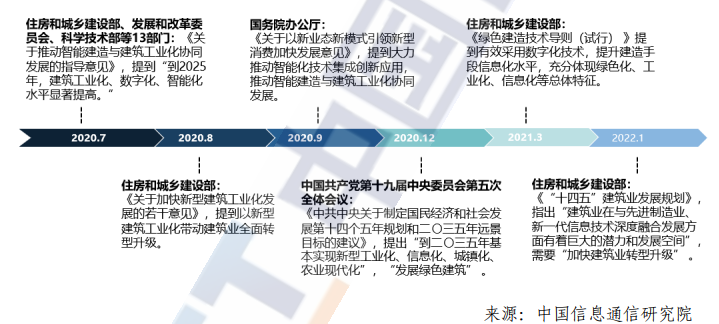 住房和城乡建设部、发展和改革委
员会、科学技术部等13部门：《关
于推动智能建造与建筑工业化协同
发展的指导意见》，提到“到2025
年，建筑工业化、数字化、智能化
水平显著提高。”
国务院办公厅：
《关于以新业态新模式引领新型
消费加快发展意见》，提到大力
推动智能化技术集成创新应用，
推动智能建造与建筑工业化协同
发展。
住房和城乡建设部：
《绿色建造技术导则（试行） 》提
到有效采用数字化技术，提升建造手
段信息化水平，充分体现绿色化、工
业化、信息化等总体特征。
2020.7
2020.8
2020.9
2020.12
2021.3
2022.1
住房和城乡建设部：
《关于加快新型建筑工业化发
展的若干意见》，提到以新型
建筑工业化带动建筑业全面转
型升级。
中国共产党第十九届中央委员会第五次
全体会议：
《中共中央关于制定国民经济和社会发
展第十四个五年规划和二〇三五年远景
目标的建议》，提出“到二〇三五年基
本实现新型工业化、信息化、城镇化、
农业现代化”，“发展绿色建筑” 。
住房和城乡建设部：
《 “十四五”建筑业发展规划》，
指出“建筑业在与先进制造业、
新一代信息技术深度融合发展方
面有着巨大的潜力和发展空间”，
需要“加快建筑业转型升级” 。
来源：中国信息通信研究院